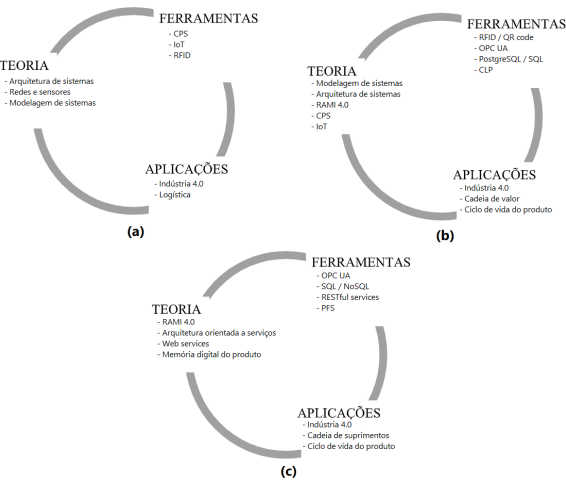 FERRAMENTAS
- CPS
- IoT
- RFID
TEORIA
- Arquitetura de sistemas
- Redes e sensores
- Modelagem de sistemas
APLICAÇÕES
- Indústria 4.0
- Logística
(a)
FERRAMENTAS
- RFID / QR code
- OPC UA
- PostgreSQL / SQL
- CLP
TEORIA
- Modelagem de sistemas
- Arquitetura de sistemas
- RAMI 4.0
- CPS
- IoT
APLICAÇÕES
- Indústria 4.0
- Cadeia de valor
- Ciclo de vida do produto
(b)
FERRAMENTAS
- OPC UA
- SQL / NoSQL
- RESTful services
- PFS
TEORIA
- RAMI 4.0
- Arquitetura orientada a serviços
- Web services
- Memória digital do produto
APLICAÇÕES
- Indústria 4.0
- Cadeia de suprimentos
- Ciclo de vida do produto
(c)